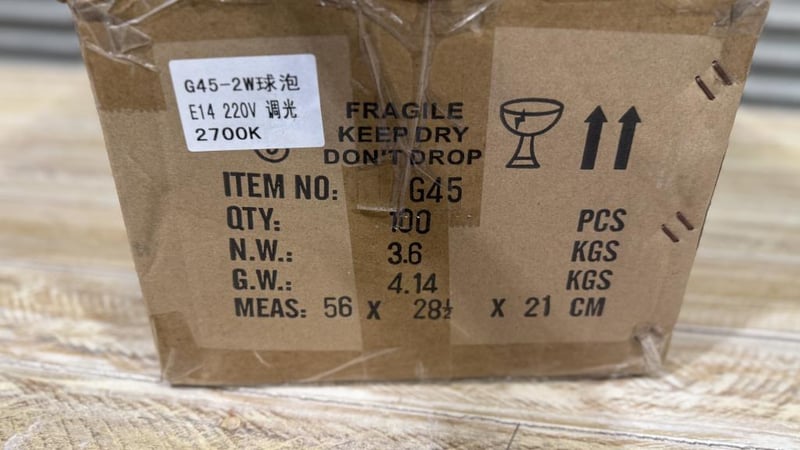 G45-2W球泡
E14 220V 调光
2700K
FRAGILE
KEEP DRY
DON'T DROP
ITEM NO: G45
QTY: 100 PCS
N.W.: 3.6 KGS
G.W.: 4.14 KGS
MEAS: 56 X 28½ X 21 CM